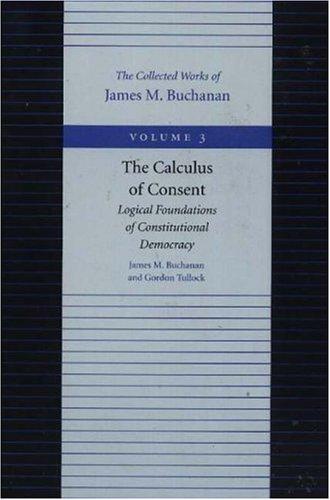 The Collected Works of
James M. Buchanan
VOLUME 3
The Calculus
of Consent
Logical Foundations
of Constitutional
Democracy
James M. Buchanan
and Gordon Tullock